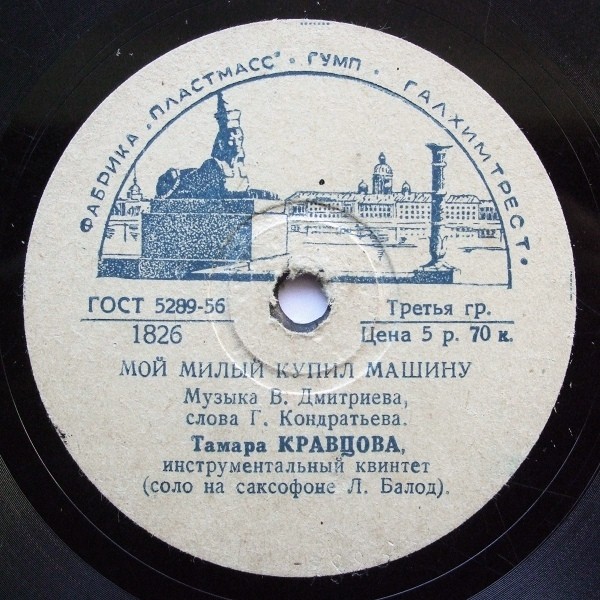 ФАБРИКА „ПЛАСТМАСС" · ГУМП · ГАЛХИМТРЕСТ·
ГОСТ 5289-56
1826
Третья гр.
Цена 5 р. 70 к.
МОЙ МИЛЫЙ КУПИЛ МАШИНУ
Музыка В. Дмитриева,
слова Г. Кондратьева.
Тамара КРАВЦОВА,
инструментальный квинтет
(соло на саксофоне Л. Балод).